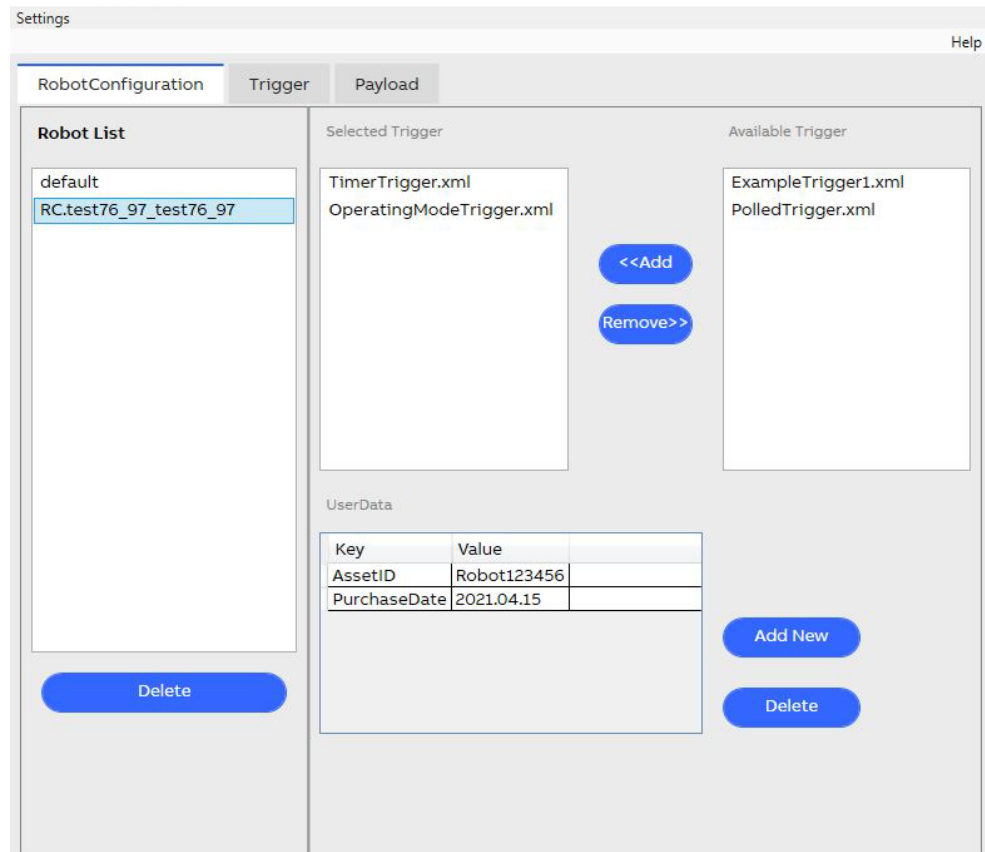 Settings
Help
RobotConfiguration Trigger Payload
Robot List
default
RC.test76_97_test76_97
Delete
Selected Trigger
TimerTrigger.xml
OperatingModeTrigger.xml
<<Add
Remove>>
Available Trigger
ExampleTrigger1.xml
PolledTrigger.xml
UserData
Key Value
AssetID Robot123456
PurchaseDate 2021.04.15
Add New
Delete